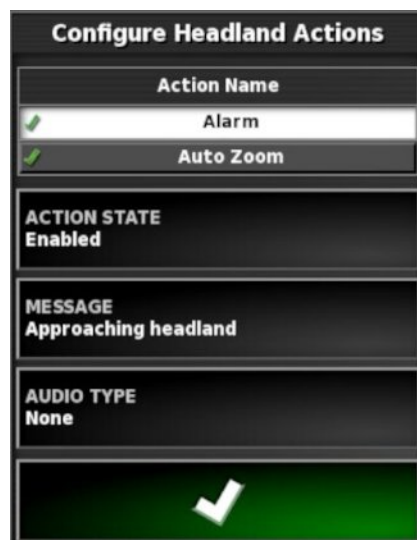 Configure Headland Actions
Action Name
Alarm
Auto Zoom
ACTION STATE
Enabled
MESSAGE
Approaching headland
AUDIO TYPE
None